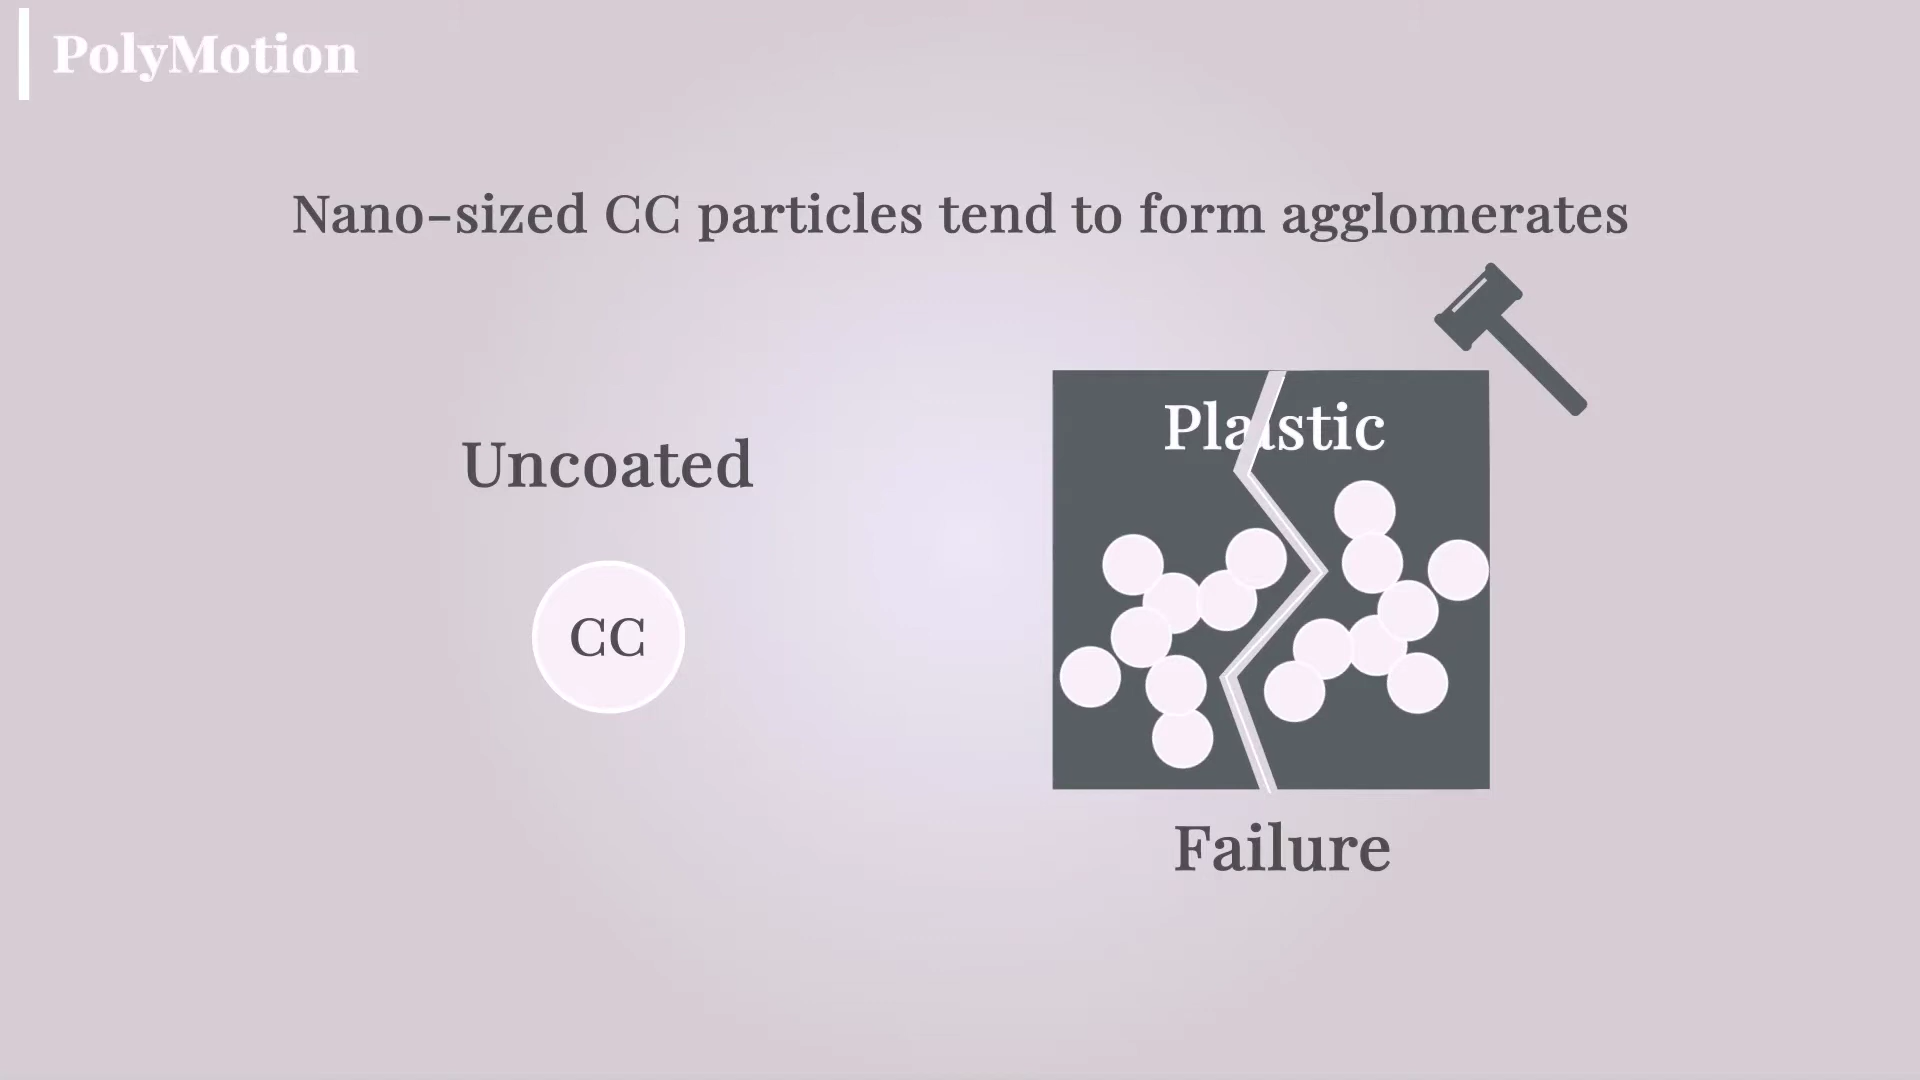 PolyMotion
Nano-sized CC particles tend to form agglomerates
Uncoated
CC
Plastic
Failure